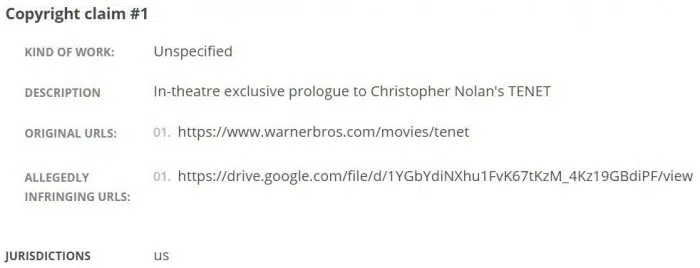 Copyright claim #1
KIND OF WORK: Unspecified
DESCRIPTION In-theatre exclusive prologue to Christopher Nolan's TENET
ORIGINAL URLS: 01. https://www.warnerbros.com/movies/tenet
ALLEGEDLY INFRINGING URLS: 01. https://drive.google.com/file/d/1YGbYdiNXhu1FvK67tKzM_4Kz19GBdiPF/view
JURISDICTIONS us